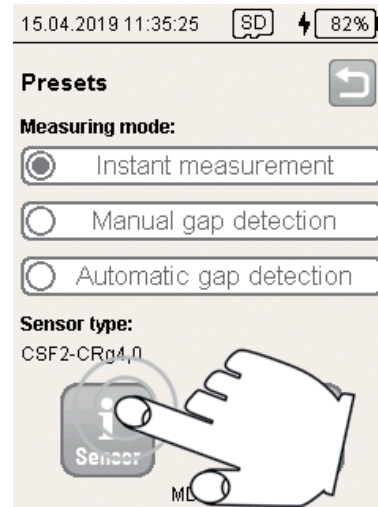 15.04.2019 11:35:25 SD 82%
Presets
Measuring mode:
Instant measurement
Manual gap detection
Automatic gap detection
Sensor type:
CSF2-CRg4,0
i
Sensor